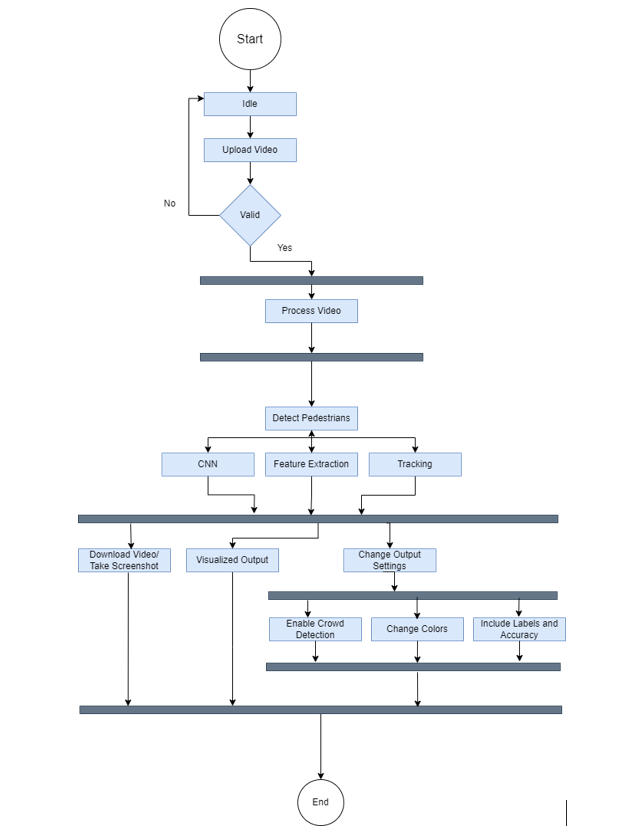 Start
Idle
Upload Video
Valid
No
Yes
Process Video
Detect Pedestrians
CNN
Feature Extraction
Tracking
Download Video/
Take Screenshot
Visualized Output
Change Output
Settings
Enable Crowd
Detection
Change Colors
Include Labels and
Accuracy
End